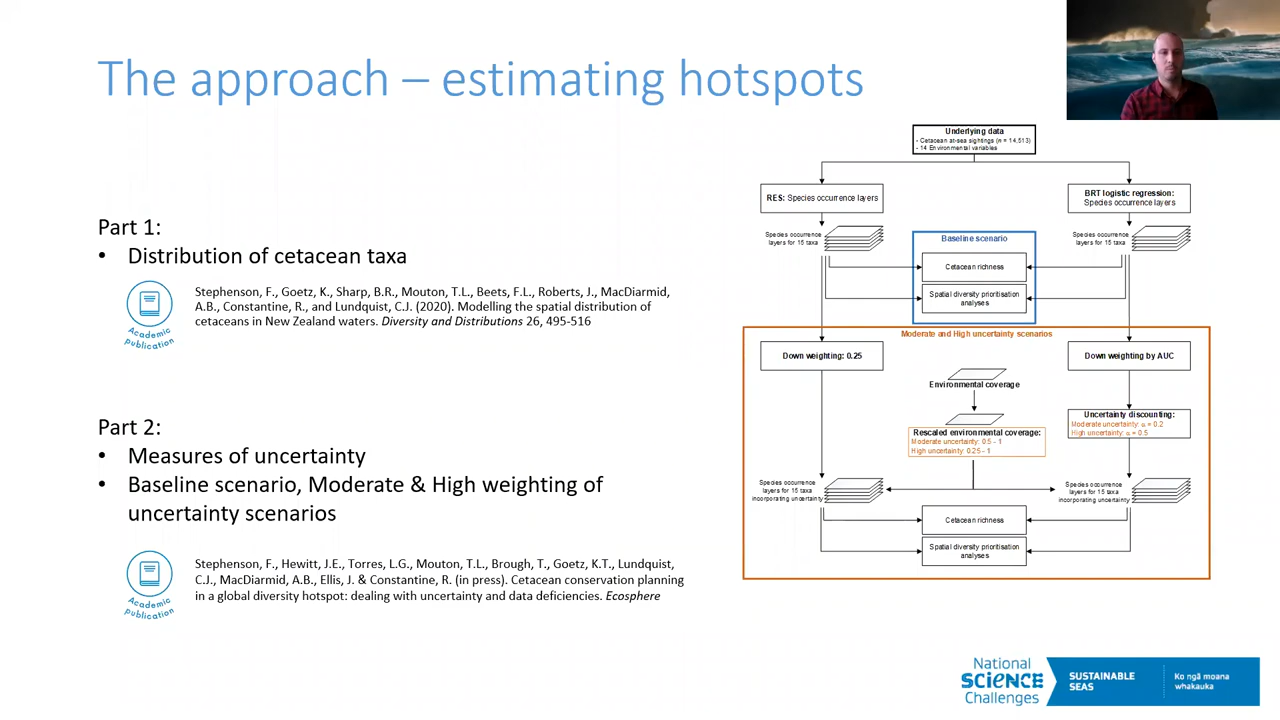 The approach – estimating hotspots
Part 1:
• Distribution of cetacean taxa
Academic
publication
Stephenson, F., Goetz, K., Sharp, B.R., Mouton, T.L., Beets, F.L., Roberts, J., MacDiarmid,
A.B., Constantine, R., and Lundquist, C.J. (2020). Modelling the spatial distribution of
cetaceans in New Zealand waters. Diversity and Distributions 26, 495-516
Part 2:
• Measures of uncertainty
• Baseline scenario, Moderate & High weighting of
uncertainty scenarios
Academic
publication
Stephenson, F., Hewitt, J.E., Torres, L.G., Mouton, T.L., Brough, T., Goetz, K.T., Lundquist,
C.J., MacDiarmid, A.B., Ellis, J. & Constantine, R. (in press). Cetacean conservation planning
in a global diversity hotspot: dealing with uncertainty and data deficiencies. Ecosphere
Underlying data
- Cetacean at-sea sightings (n = 14,513)
- 14 Environmental variables
RES: Species occurrence layers
BRT logistic regression:
Species occurrence layers
Species occurrence
layers for 15 taxa
Species occurrence
layers for 15 taxa
Baseline scenario
Cetacean richness
Spatial diversity prioritisation
analyses
Moderate and High uncertainty scenarios
Down weighting: 0.25
Down weighting by AUC
Environmental coverage
Rescaled environmental coverage:
Moderate uncertainty: 0.5 - 1
High uncertainty: 0.25 - 1
Uncertainty discounting:
Moderate uncertainty: α = 0.2
High uncertainty: α = 0.5
Species occurrence
layers for 15 taxa
incorporating uncertainty
Species occurrence
layers for 15 taxa
incorporating uncertainty
Cetacean richness
Spatial diversity prioritisation
analyses
National
SCIENCE
Challenges
SUSTAINABLE
SEAS
Ko ngā moana
whakauka